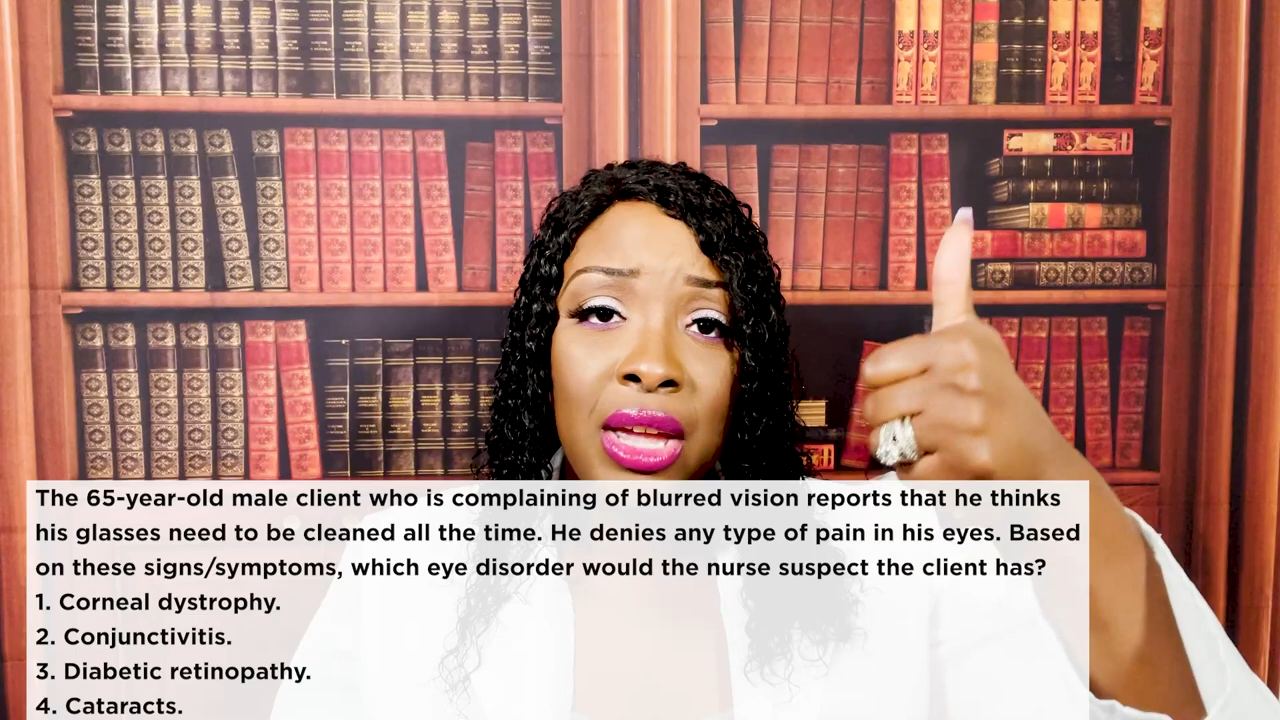 The 65-year-old male client who is complaining of blurred vision reports that he thinks
his glasses need to be cleaned all the time. He denies any type of pain in his eyes. Based
on these signs/symptoms, which eye disorder would the nurse suspect the client has?
1. Corneal dystrophy.
2. Conjunctivitis.
3. Diabetic retinopathy.
4. Cataracts.